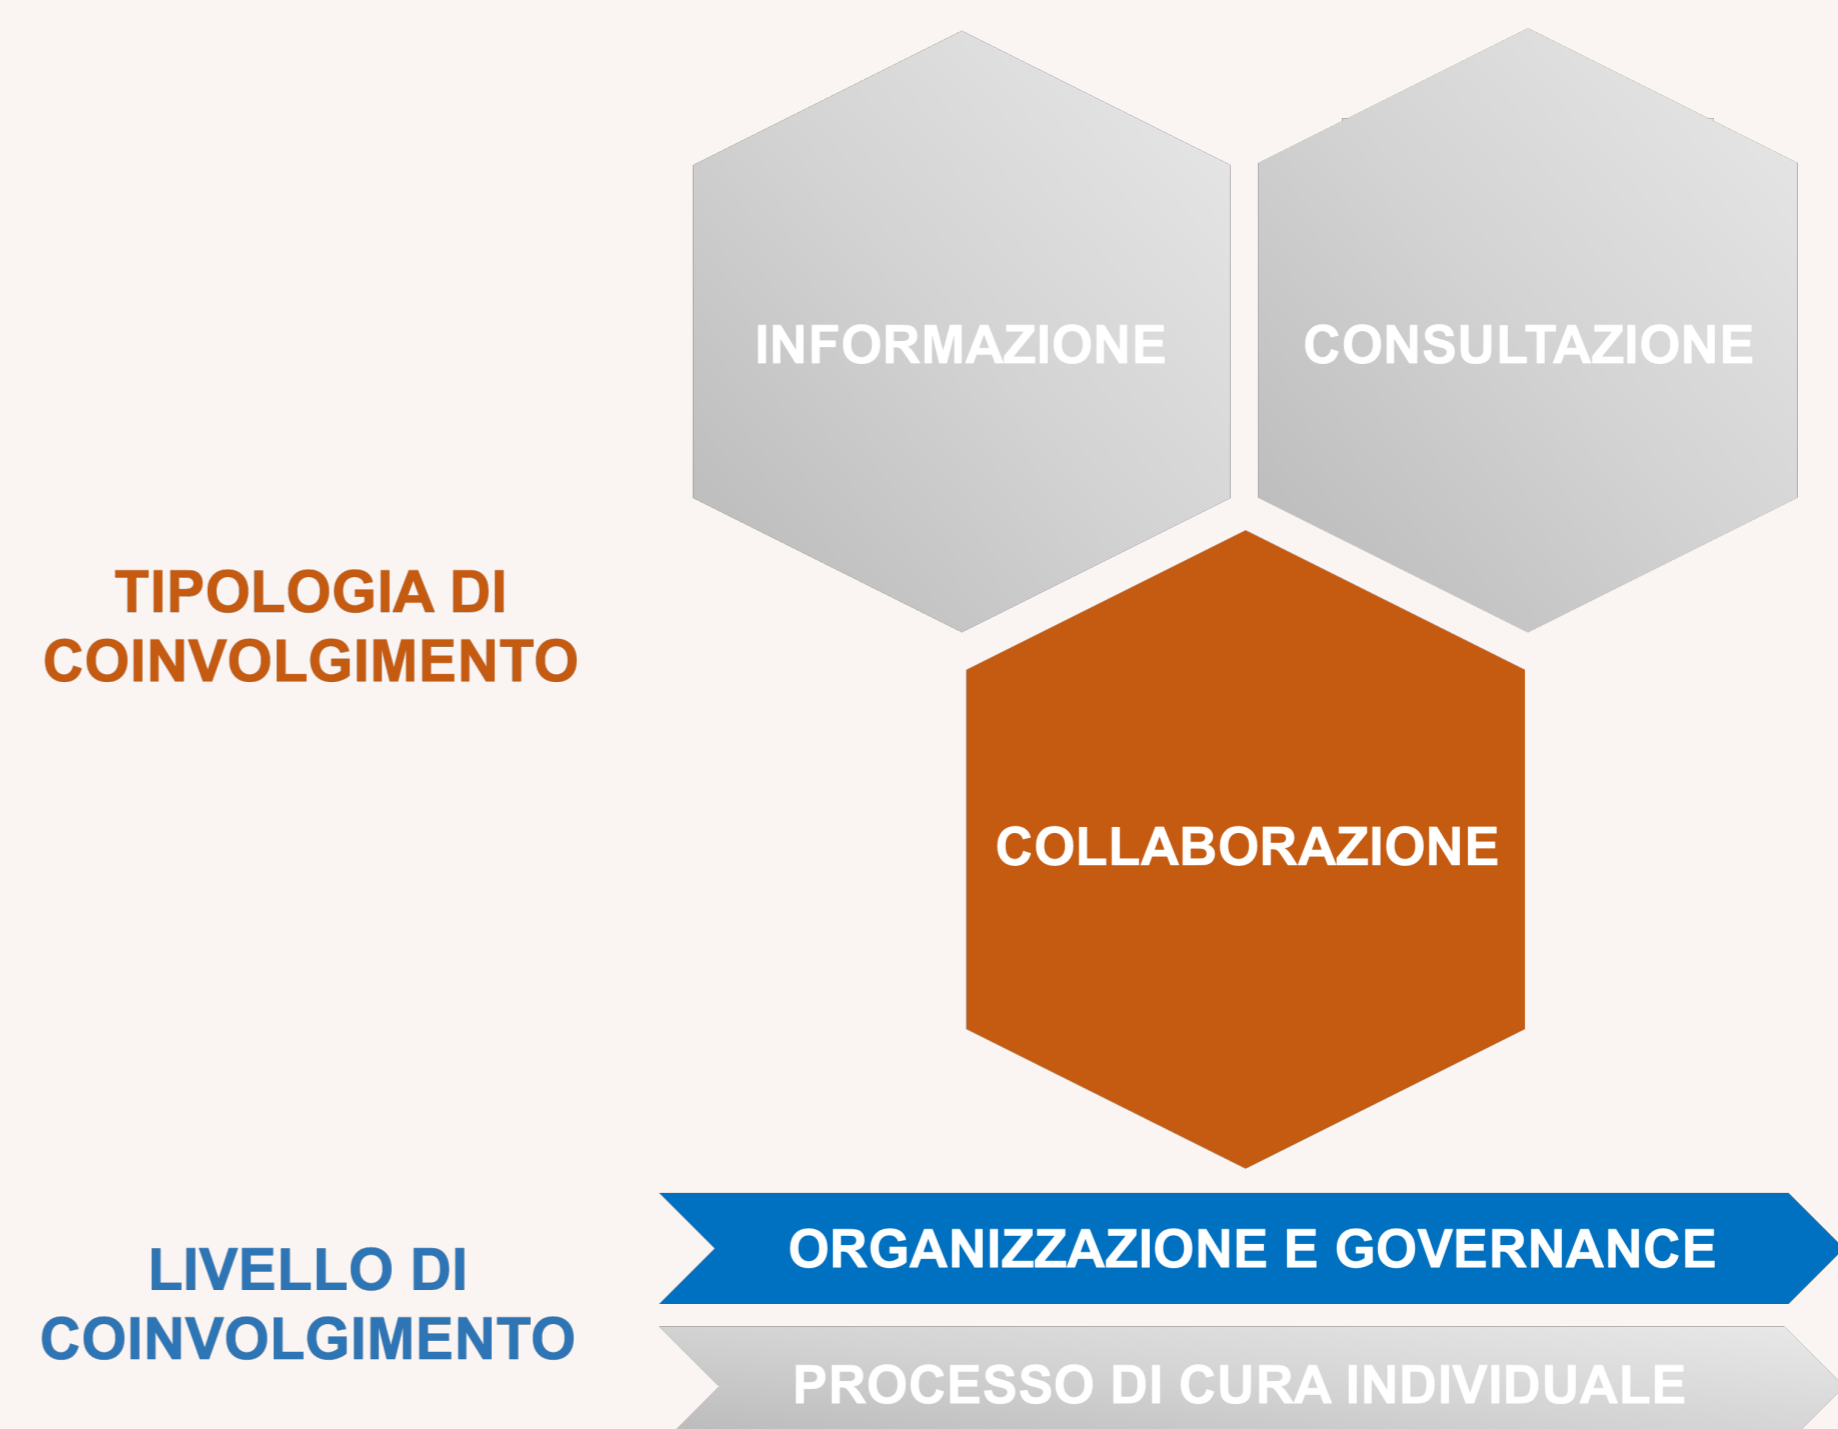 INFORMAZIONE
CONSULTAZIONE
TIPOLOGIA DI
COINVOLGIMENTO
COLLABORAZIONE
LIVELLO DI
COINVOLGIMENTO
ORGANIZZAZIONE E GOVERNANCE
PROCESSO DI CURA INDIVIDUALE